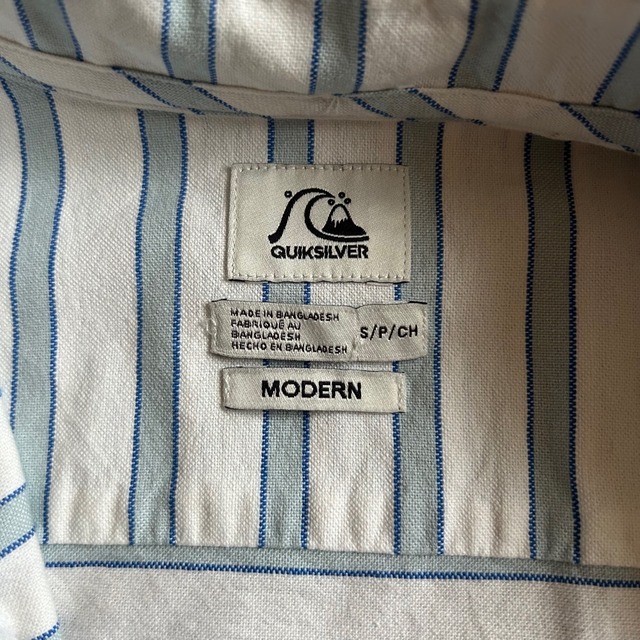 QUIKSILVER
MADE IN BANGLADESH
FABRIQUÉ AU
BANGLADESH
HECHO EN BANGLADESH
S/P/CH
MODERN